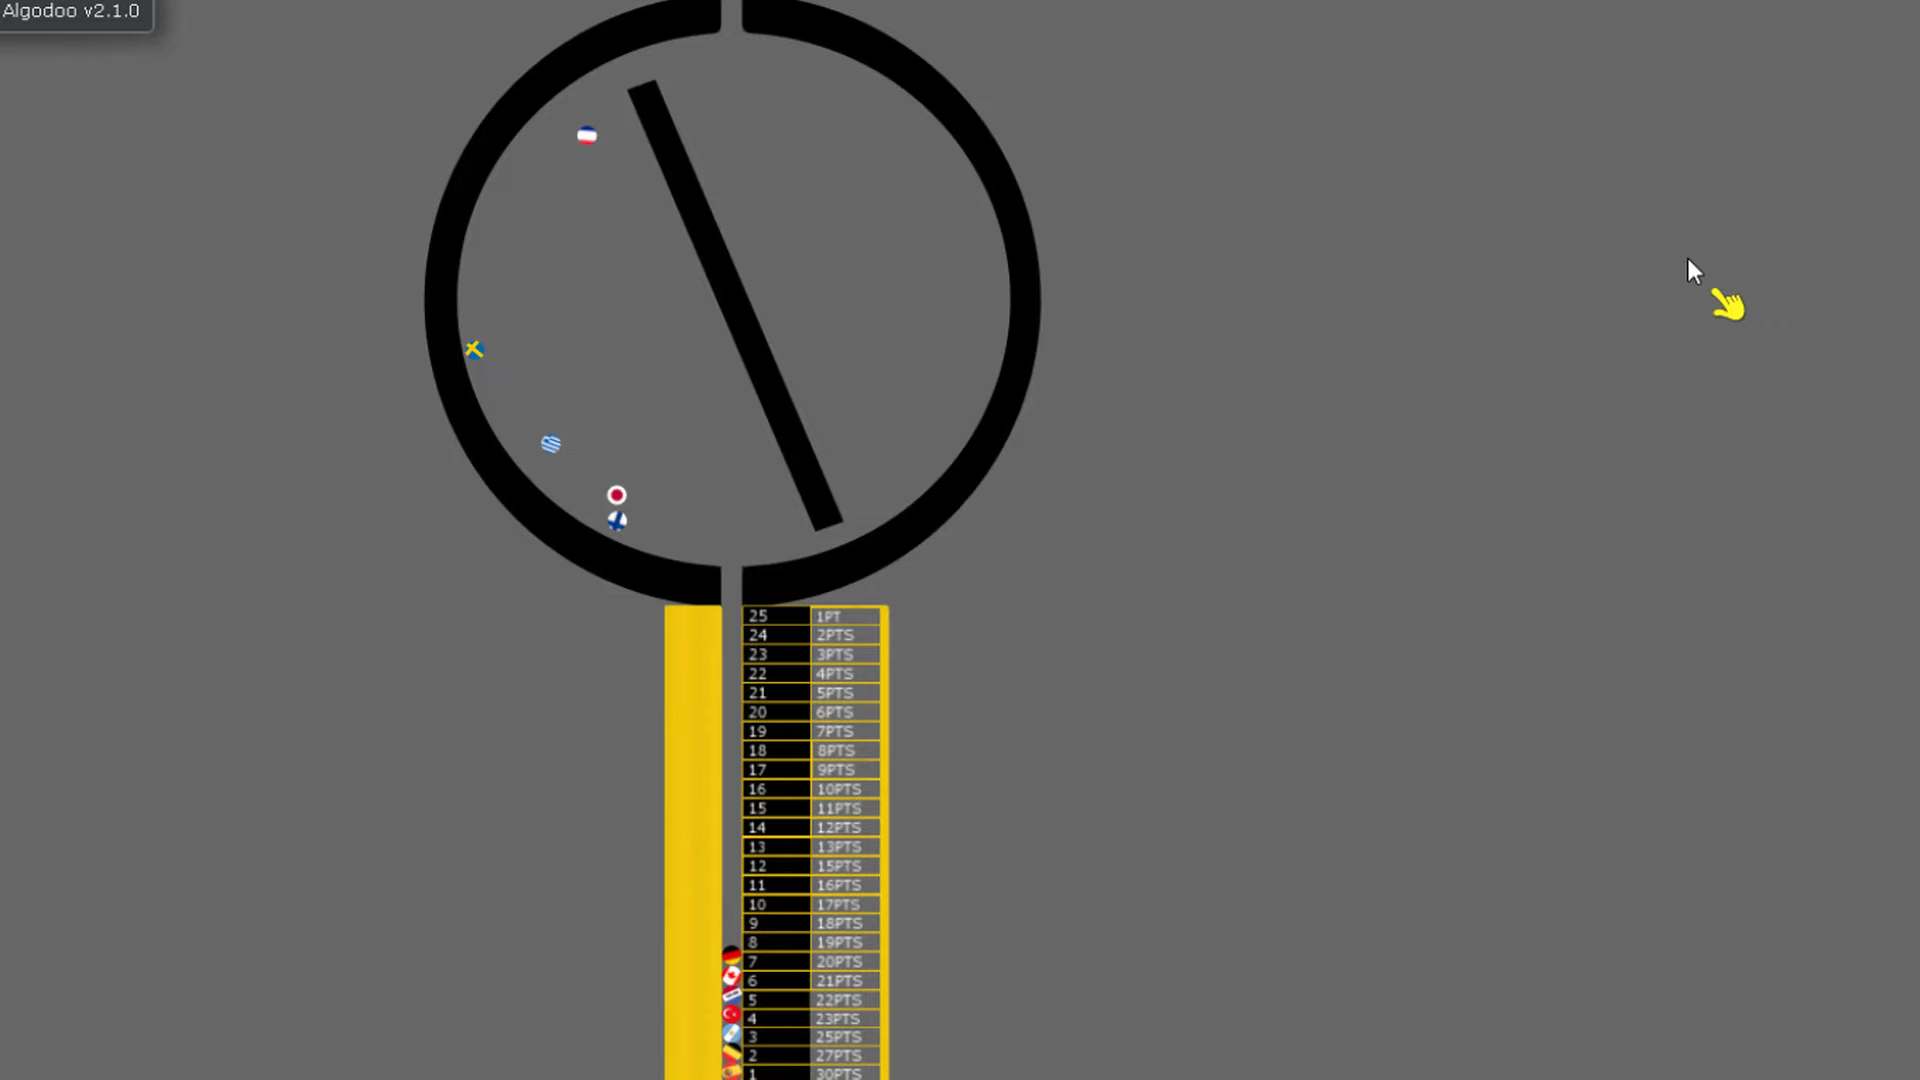 Algodoo v2.1.0
25 1PT
24 2PTS
23 3PTS
22 4PTS
21 5PTS
20 6PTS
19 7PTS
18 8PTS
17 9PTS
16 10PTS
15 11PTS
14 12PTS
13 13PTS
12 15PTS
11 16PTS
10 17PTS
9 18PTS
8 19PTS
7 20PTS
6 21PTS
5 22PTS
4 23PTS
3 25PTS
2 27PTS
1 30PTS